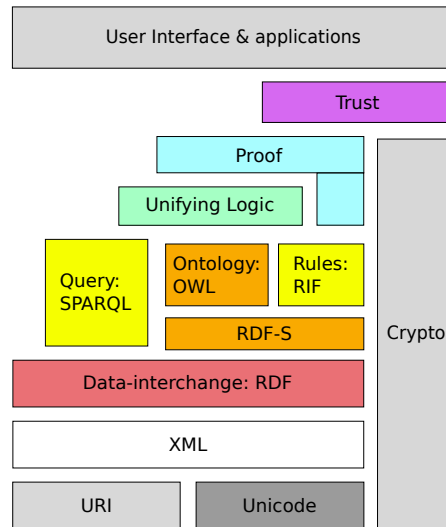 User Interface & applications
Trust
Proof
Unifying Logic
Query:
SPARQL
Ontology:
OWL
Rules:
RIF
RDF-S
Crypto
Data-interchange: RDF
XML
URI
Unicode